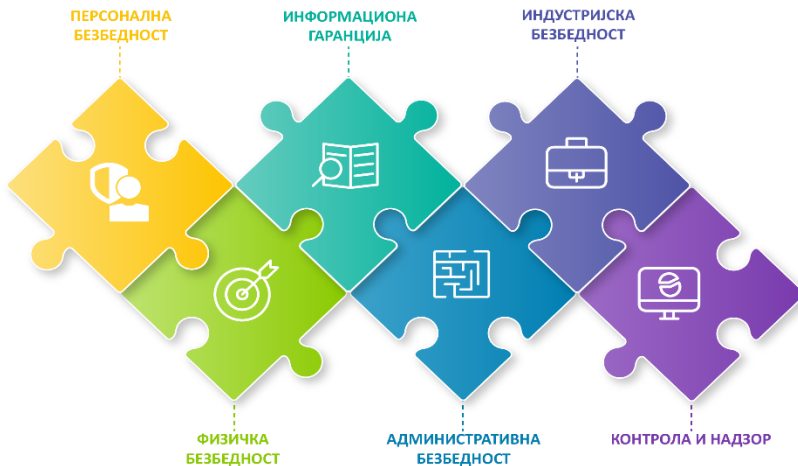 ПЕРСОНАЛНА
БЕЗБЕДНОСТ
ИНФОРМАЦИОНА
ГАРАНЦИЈА
ИНДУСТРИЈСКА
БЕЗБЕДНОСТ
ФИЗИЧКА
БЕЗБЕДНОСТ
АДМИНИСТРАТИВНА
БЕЗБЕДНОСТ
КОНТРОЛА И НАДЗОР